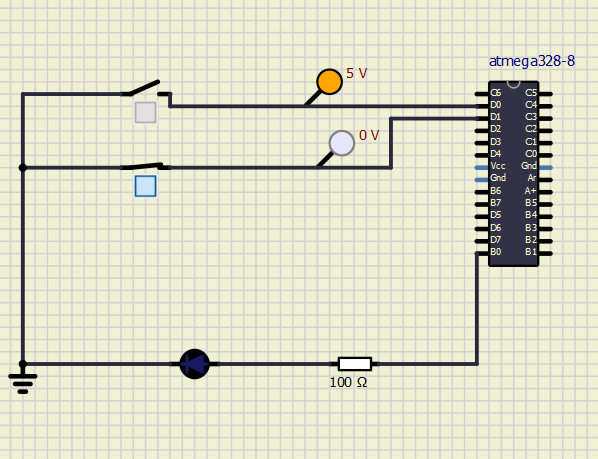 atmega328-8
5 V
0 V
C6 C5
D0 C4
D1 C3
D2 C2
D3 C1
D4 C0
Vcc Gnd
Gnd Ar
B6 A+
B7 B5
D5 B4
D6 B3
D7 B2
B0 B1
100 Ω